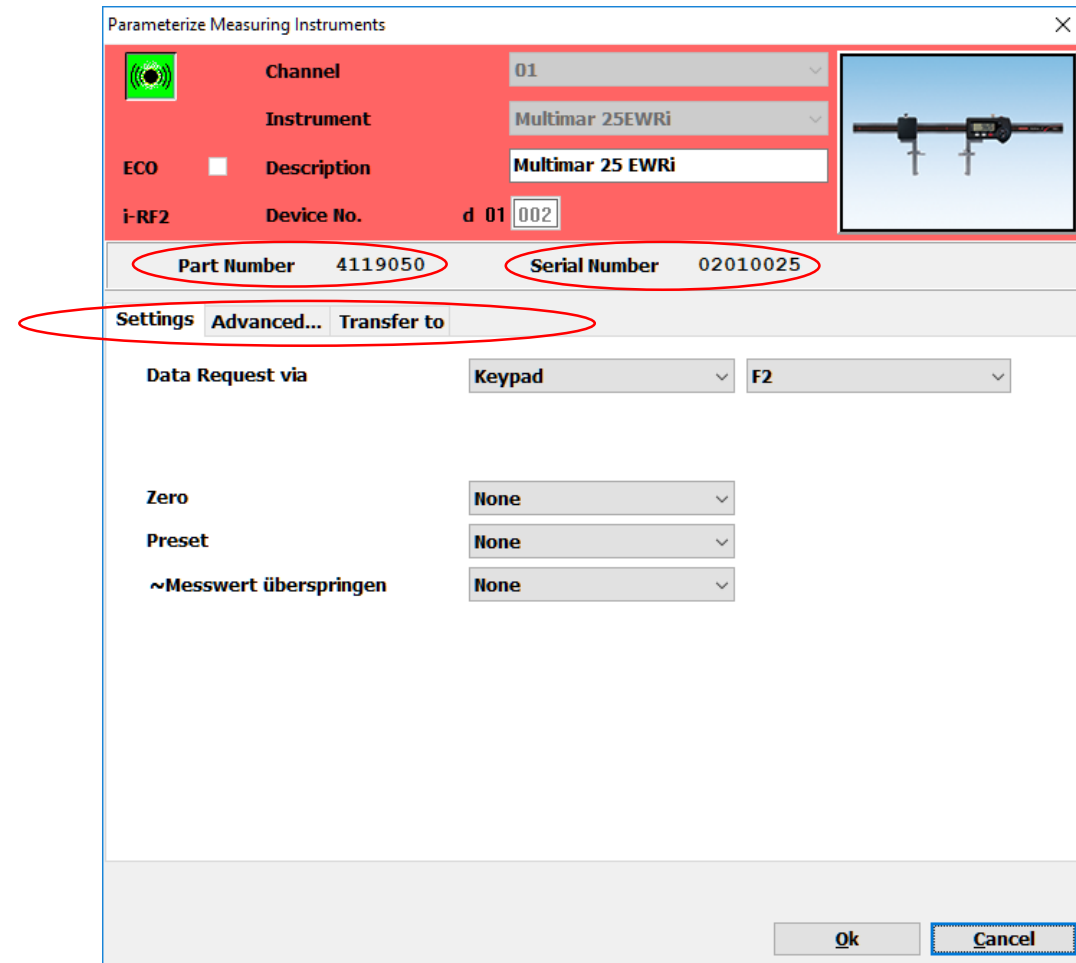 Parameterize Measuring Instruments
Channel 01
Instrument Multimar 25EWRi
ECO Description Multimar 25 EWRi
i-RF2 Device No. d 01 002
Part Number 4119050 Serial Number 02010025
Settings Advanced... Transfer to
Data Request via Keypad F2
Zero None
Preset None
~Messwert überspringen None
Ok Cancel